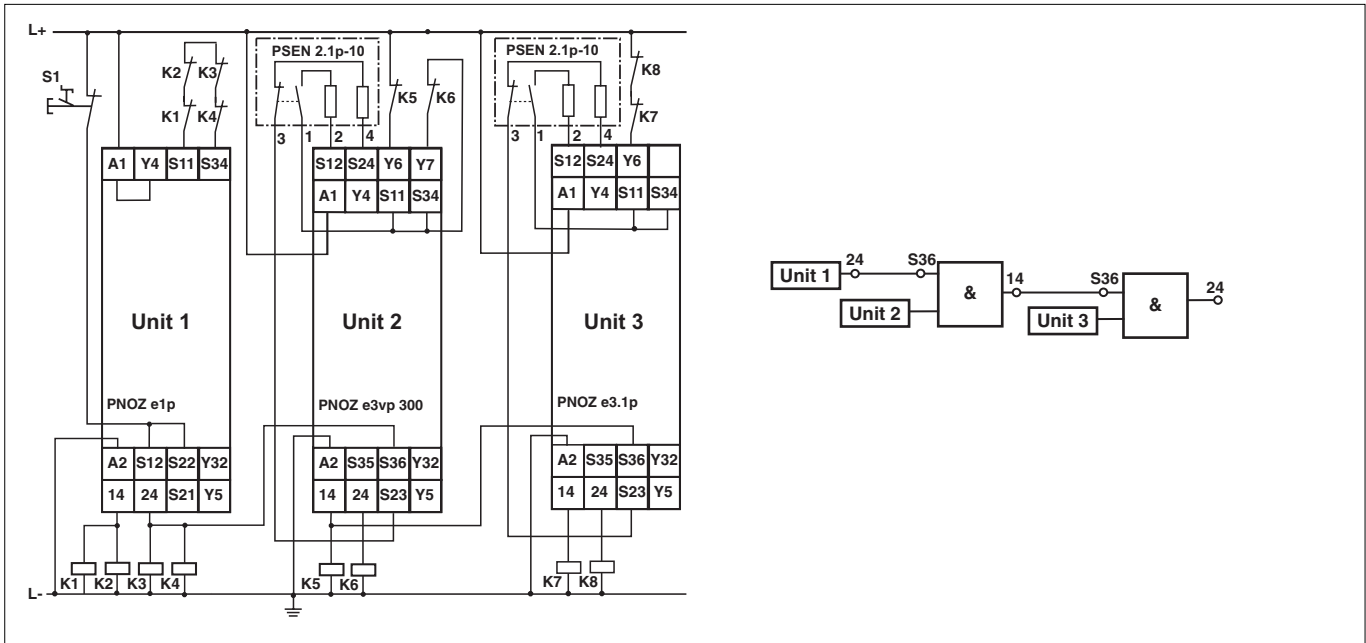 L+
PSEN 2.1p-10
PSEN 2.1p-10
S1
K2 K3
K1 K4
K5 K6
K8
K7
3 1 2 4
3 1 2 4
A1 Y4 S11 S34
S12 S24 Y6 Y7
A1 Y4 S11 S34
S12 S24 Y6
A1 Y4 S11 S34
Unit 1
Unit 2
Unit 3
PNOZ e1p
PNOZ e3vp 300
PNOZ e3.1p
A2 S12 S22 Y32
14 24 S21 Y5
A2 S35 S36 Y32
14 24 S23 Y5
A2 S35 S36 Y32
14 24 S23 Y5
K1 K2 K3 K4
K5 K6
K7 K8
L-
Unit 1 24 S36
&
14 S36
&
24
Unit 2
Unit 3